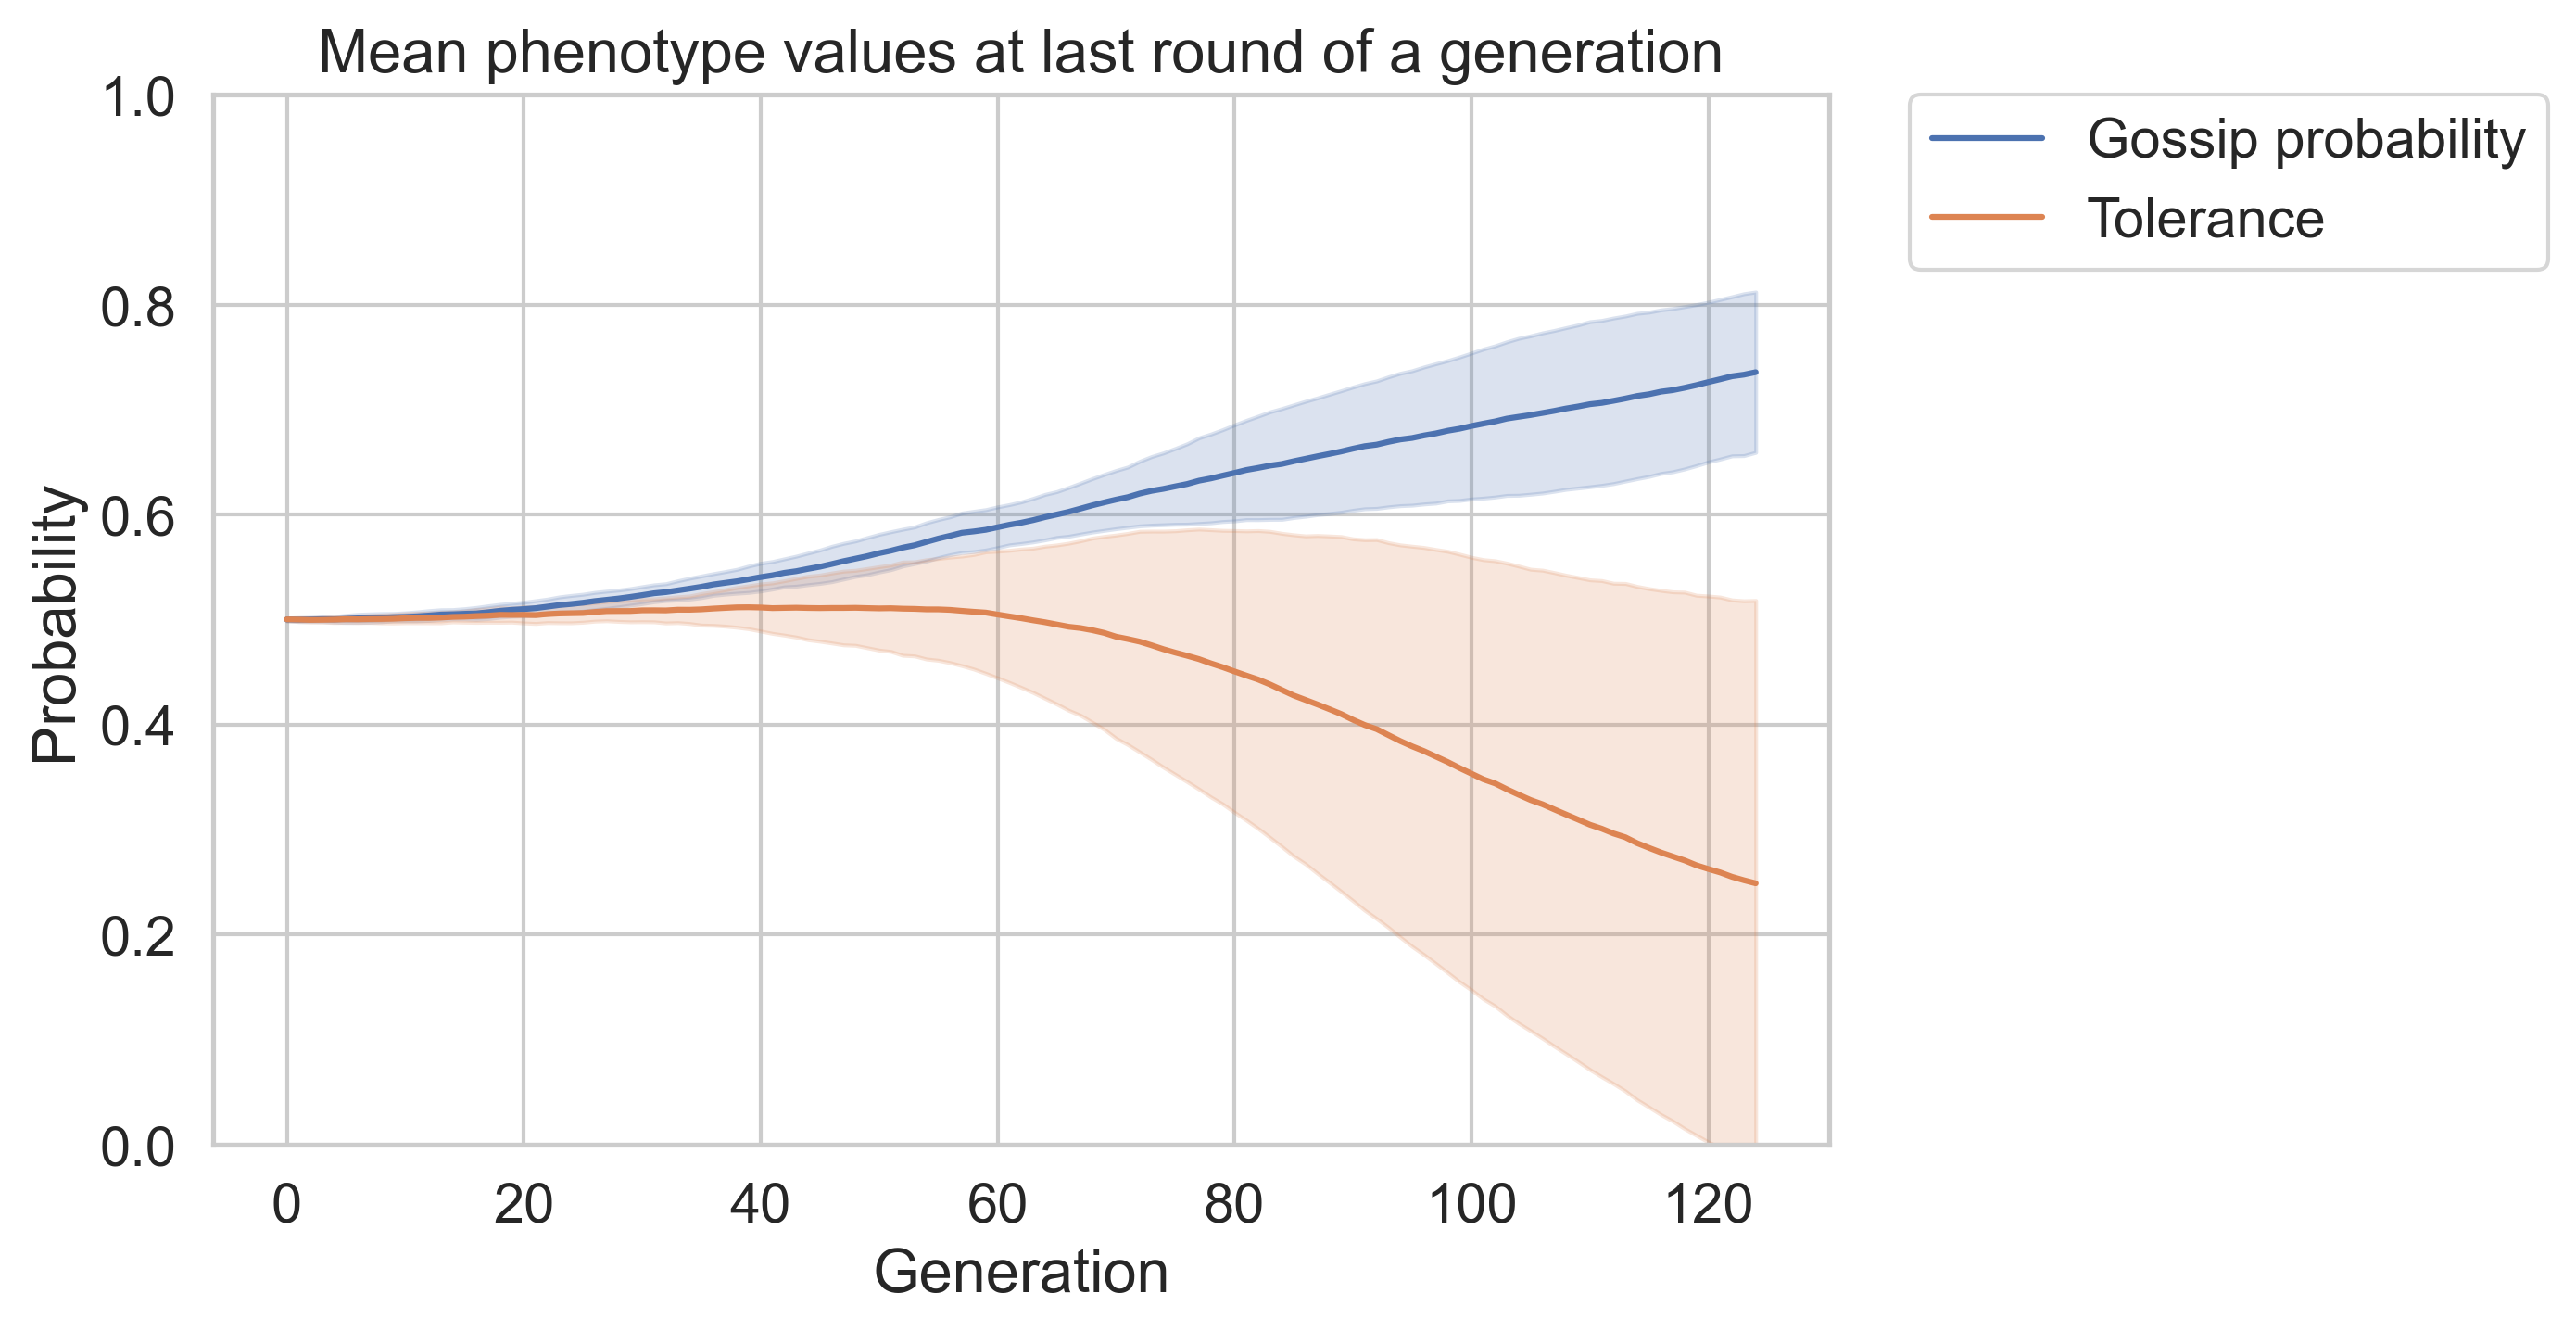 Mean phenotype values at last round of a generation
1.0
0.8
0.6
0.4
0.2
0.0
Probability
0 20 40 60 80 100 120
Generation
Gossip probability
Tolerance